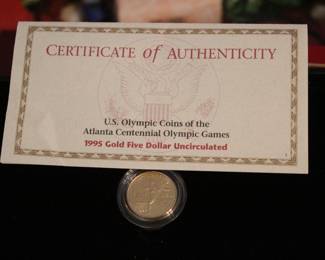 CERTIFICATE of AUTHENTICITY
U.S. Olympic Coins of the
Atlanta Centennial Olympic Games
1995 Gold Five Dollar Uncirculated